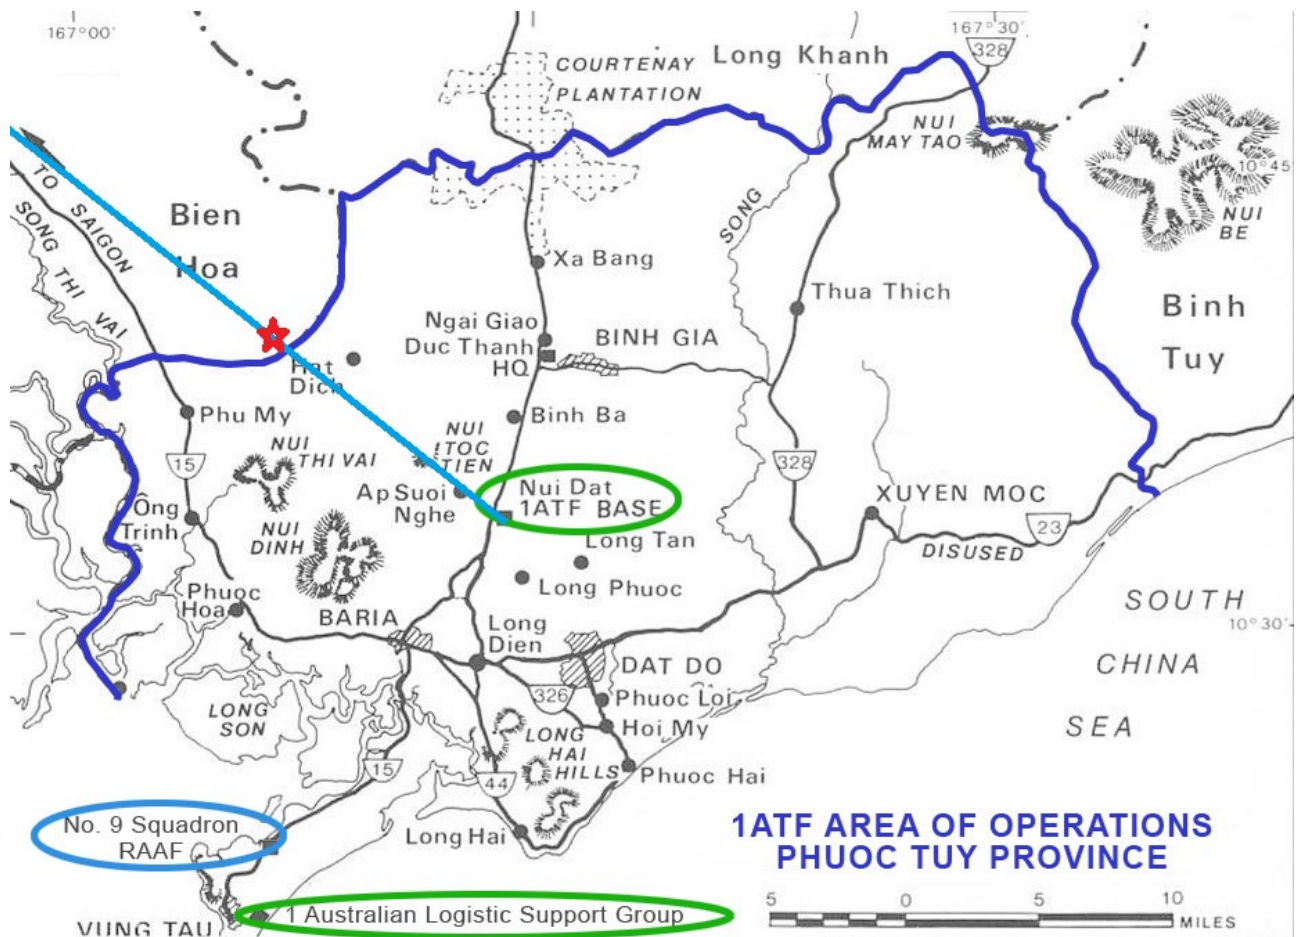 167°00'
167°30'
328
COURTENAY
PLANTATION
Long Khanh
NUI
MAY TAO
10°45'
NUI
BE
TO SAIGON
SONG THI VAI
Bien
Hoa
SONG
Xa Bang
Thua Thich
Binh
Tuy
Ngai Giao
Duc Thanh
HQ
BINH GIA
Hat
Dich
Phu My
Binh Ba
NUI
THI VAI
NUI
TOC
TIEN
15
328
Ap Suoi
Nghe
Nui Dat
1ATF BASE
XUYEN MOC
23
DISUSED
Ông
Trinh
NUI
DINH
Long Tan
Long Phuoc
Phuoc
Hoa
BARIA
Long
Dien
SOUTH
CHINA
SEA
10°30'
DAT DO
326
Phuoc Loi
Hoi My
LONG
SON
LONG
HAI
HILLS
15
44
Phuoc Hai
Long Hai
No. 9 Squadron
RAAF
1ATF AREA OF OPERATIONS
PHUOC TUY PROVINCE
5 0 5 10
MILES
1 Australian Logistic Support Group
VUNG TAU